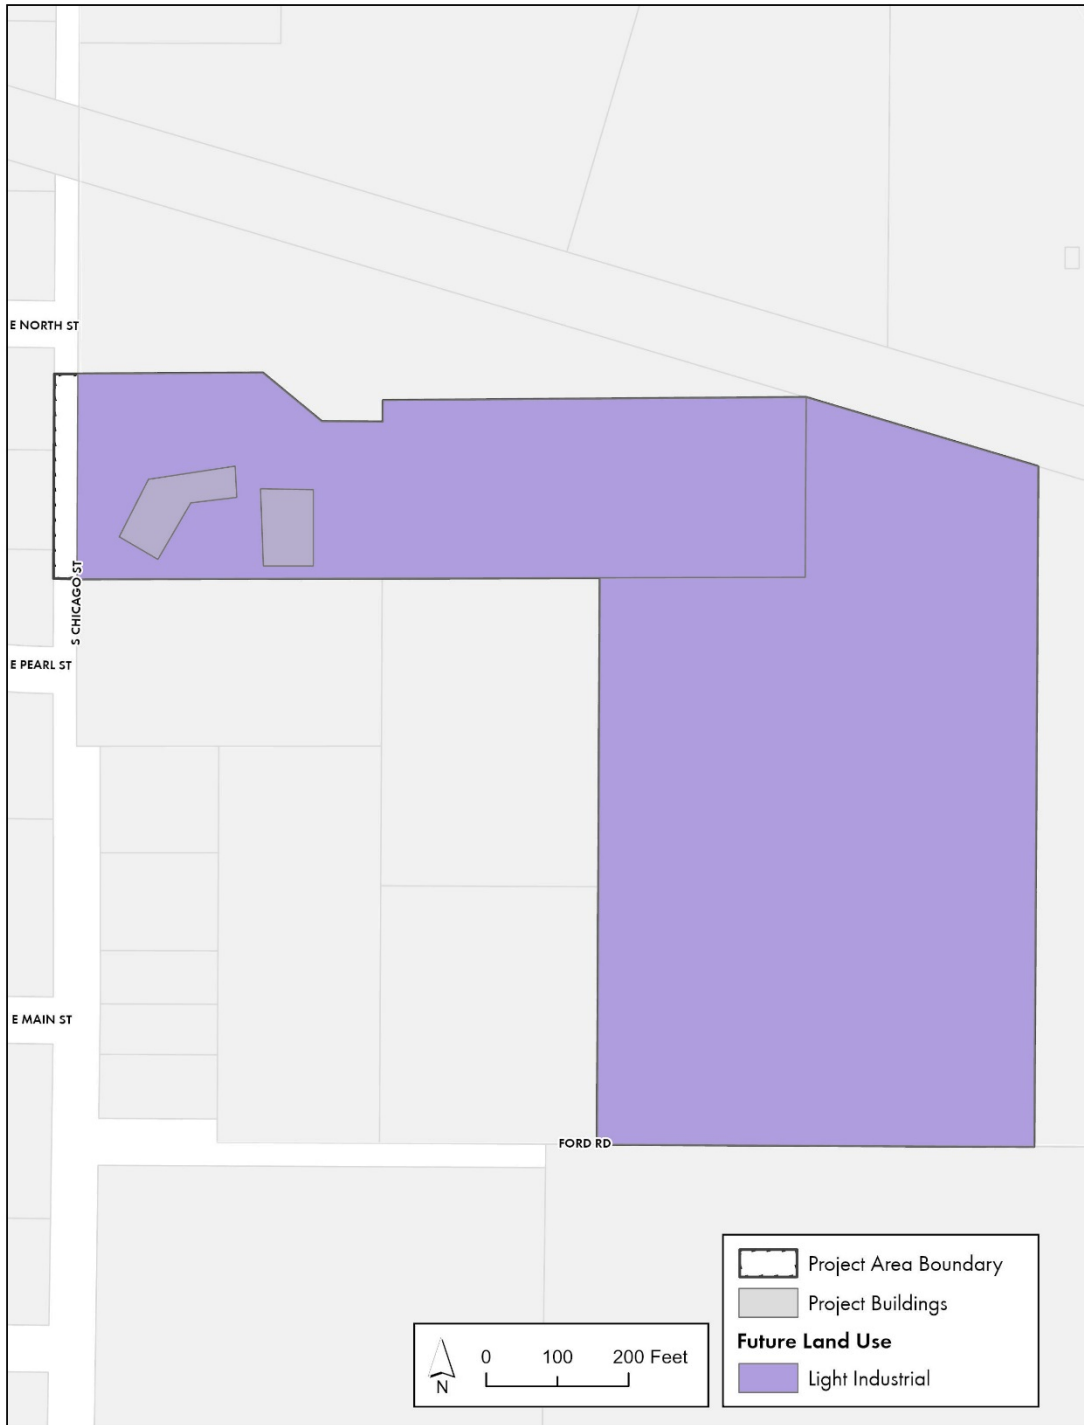 E NORTH ST
S CHICAGO ST
E PEARL ST
E MAIN ST
FORD RD
Project Area Boundary
Project Buildings
Future Land Use
Light Industrial
N
0 100 200 Feet